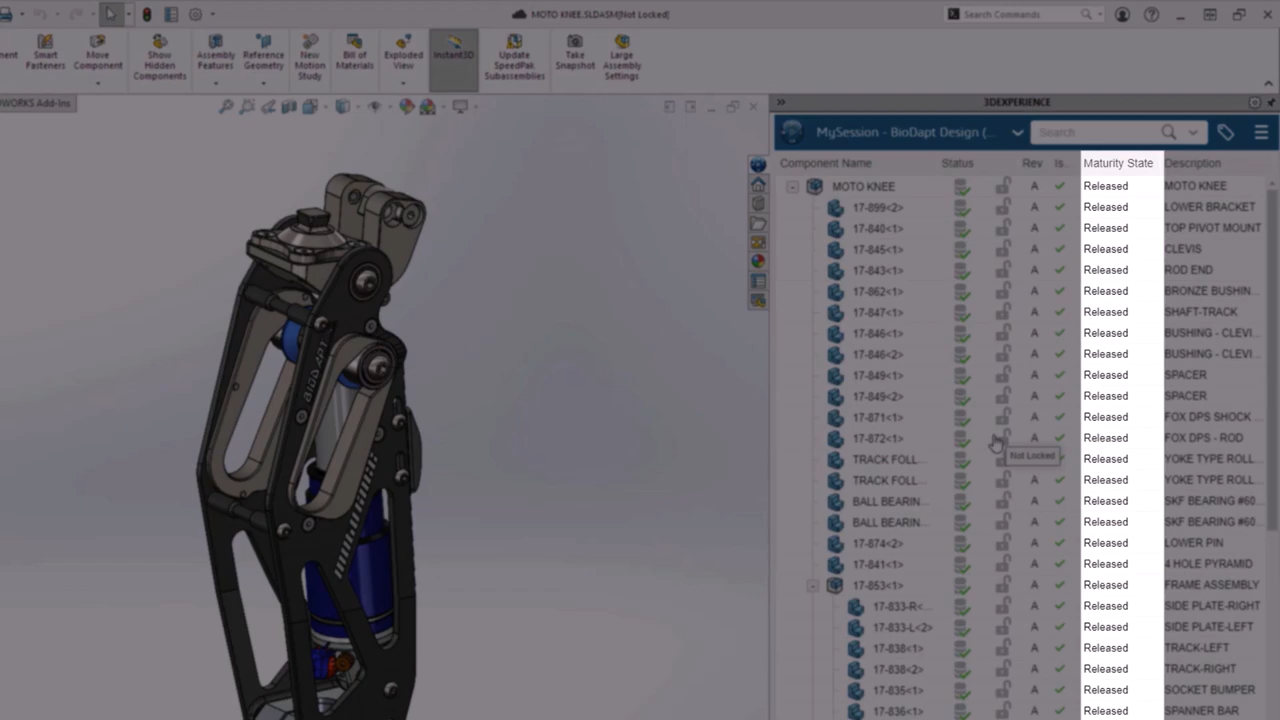 MOTO KNEE.SLDASM[Not Locked]
Search Commands
Smart Fasteners
Move Component
Show Hidden Components
Assembly Features
Reference Geometry
New Motion Study
Bill of Materials
Exploded View
Instant3D
Update SpeedPak Subassemblies
Take Snapshot
Large Assembly Settings
WORKS Add-Ins
3DEXPERIENCE
MySession - BioDapt Design (...
Search
Component Name Status Rev Is... Maturity State Description
MOTO KNEE A Released MOTO KNEE
17-899<2> A Released LOWER BRACKET
17-840<1> A Released TOP PIVOT MOUNT
17-845<1> A Released CLEVIS
17-843<1> A Released ROD END
17-862<1> A Released BRONZE BUSHIN...
17-847<1> A Released SHAFT-TRACK
17-846<1> A Released BUSHING - CLEVI...
17-846<2> A Released BUSHING - CLEVI...
17-849<1> A Released SPACER
17-849<2> A Released SPACER
17-871<1> A Released FOX DPS SHOCK ...
17-872<1> A Released FOX DPS - ROD
Not Locked
TRACK FOLL... Released YOKE TYPE ROLL...
TRACK FOLL... A Released YOKE TYPE ROLL...
BALL BEARIN... A Released SKF BEARING #60...
BALL BEARIN... A Released SKF BEARING #60...
17-874<2> A Released LOWER PIN
17-841<1> A Released 4 HOLE PYRAMID
17-853<1> A Released FRAME ASSEMBLY
17-833-R<... A Released SIDE PLATE-RIGHT
17-833-L<2> A Released SIDE PLATE-LEFT
17-838<1> A Released TRACK-LEFT
17-838<2> A Released TRACK-RIGHT
17-835<1> A Released SOCKET BUMPER
17-836<1> A Released SPANNER BAR
BIODAPT